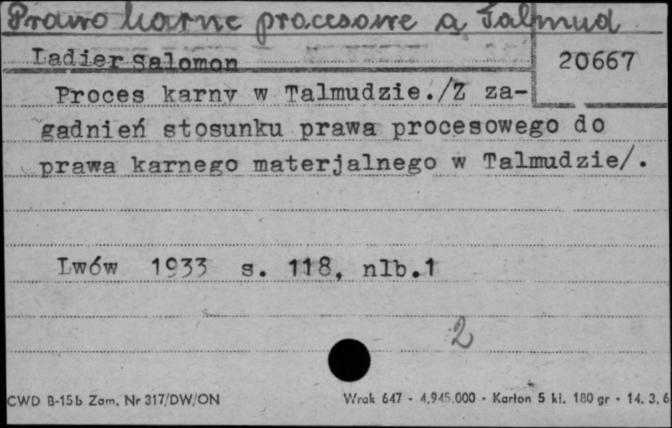 Prawo karne procesowe a Talmud
20667
Ladier Salomon
Proces karny w Talmudzie./Z za-
gadnień stosunku prawa procesowego do
prawa karnego materjalnego w Talmudzie/.
Lwów 1933 s. 118, nlb.1
2
CWD B-15b Zam. Nr 317/DW/ON
Wrak 647 - 4.945.000 - Karton 5 kl. 180 gr - 14. 3. 6